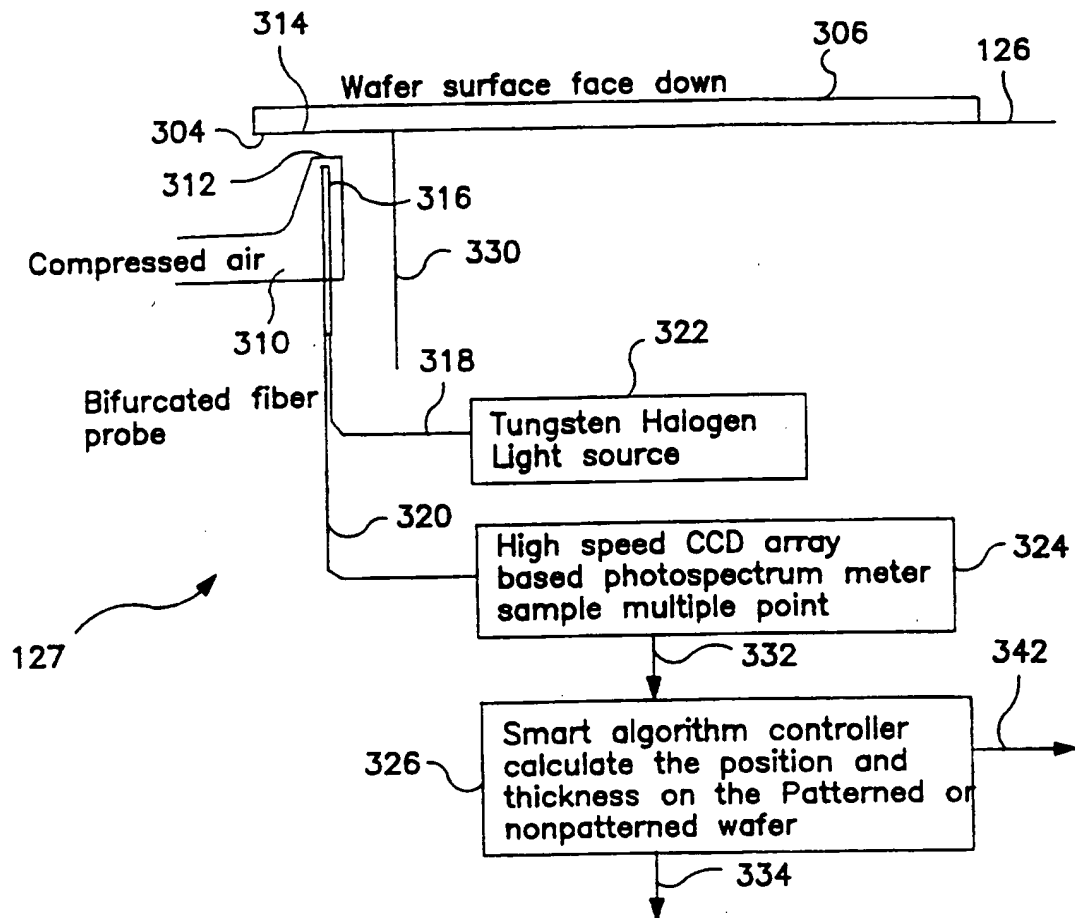 314
306
126
Wafer surface face down
304
312
316
Compressed air
330
310
318
322
Bifurcated fiber
probe
Tungsten Halogen
Light source
320
High speed CCD array
based photospectrum meter
sample multiple point
324
127
332
342
Smart algorithm controller
calculate the position and
thickness on the Patterned or
nonpatterned wafer
326
334